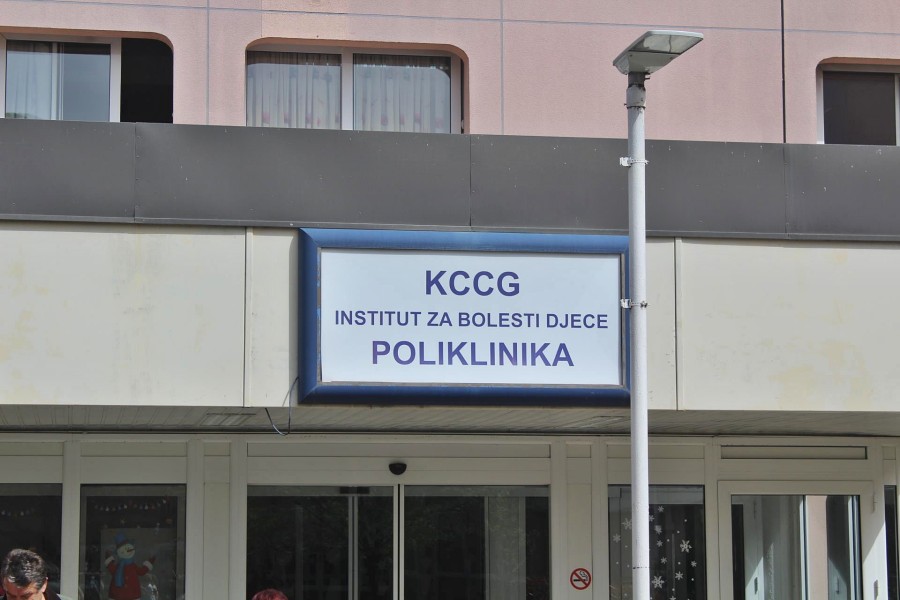 KCCG
INSTITUT ZA BOLESTI DJECE
POLIKLINIKA